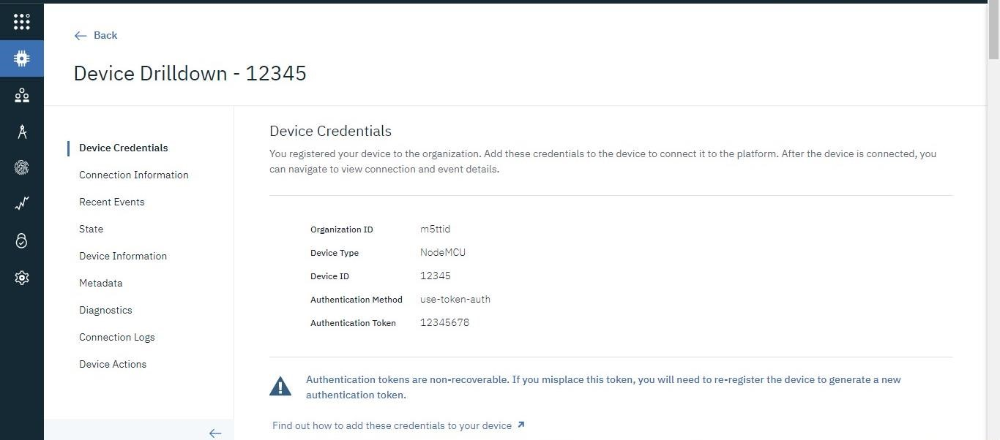 Back
Device Drilldown - 12345
Device Credentials
Connection Information
Recent Events
State
Device Information
Metadata
Diagnostics
Connection Logs
Device Actions
Device Credentials
You registered your device to the organization. Add these credentials to the device to connect it to the platform. After the device is connected, you
can navigate to view connection and event details.
Organization ID m5ttid
Device Type NodeMCU
Device ID 12345
Authentication Method use-token-auth
Authentication Token 12345678
Authentication tokens are non-recoverable. If you misplace this token, you will need to re-register the device to generate a new
authentication token.
Find out how to add these credentials to your device